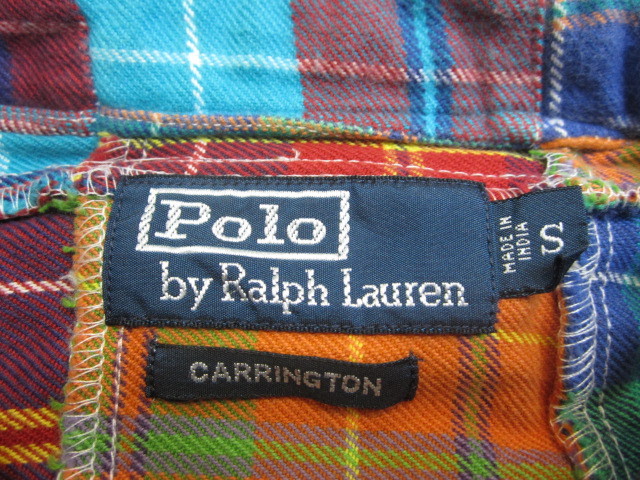 Polo
by Ralph Lauren
MADE IN
INDIA
S
CARRINGTON